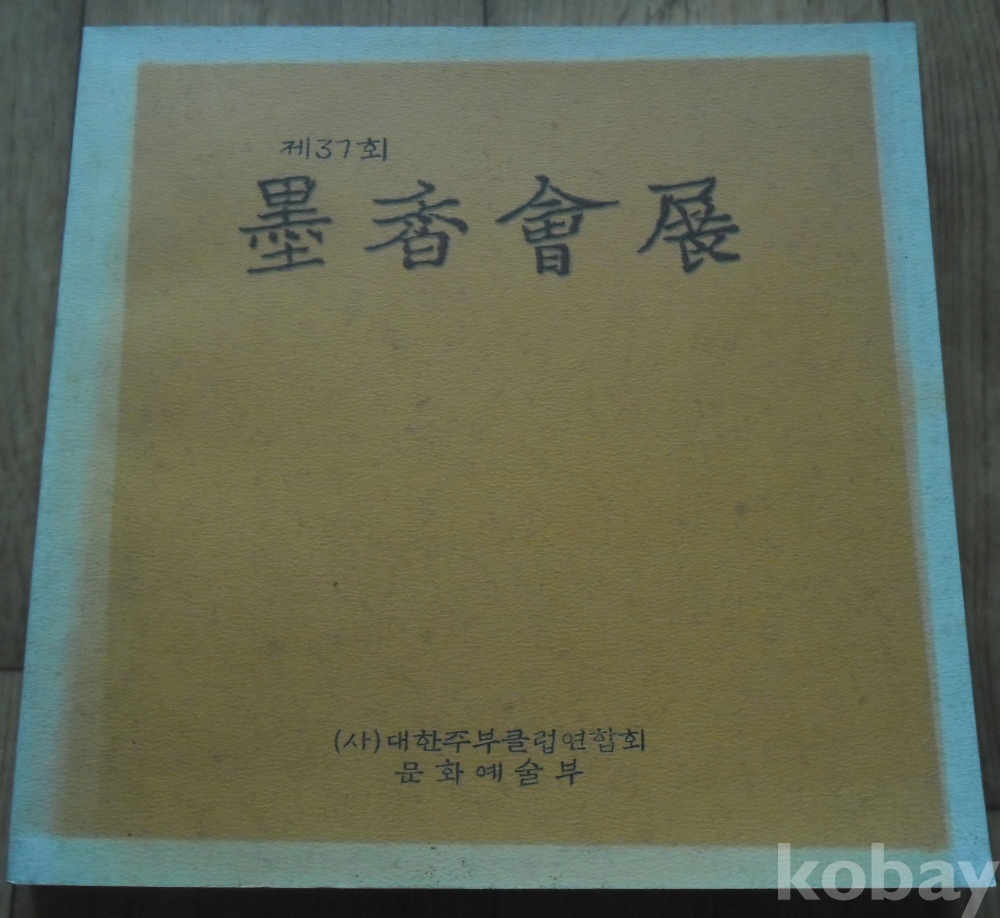 제37회
墨香會展
(사)대한주부클럽연합회
문화예술부
kobay